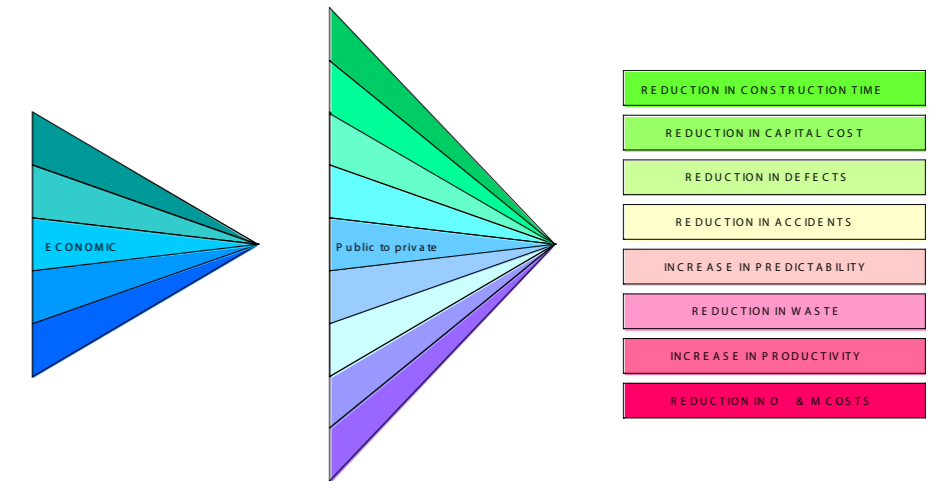 ECONOMIC
Public to private
REDUCTION IN CONSTRUCTION TIME
REDUCTION IN CAPITAL COST
REDUCTION IN DEFECTS
REDUCTION IN ACCIDENTS
INCREASE IN PREDICTABILITY
REDUCTION IN WASTE
INCREASE IN PRODUCTIVITY
REDUCTION IN O & M COSTS